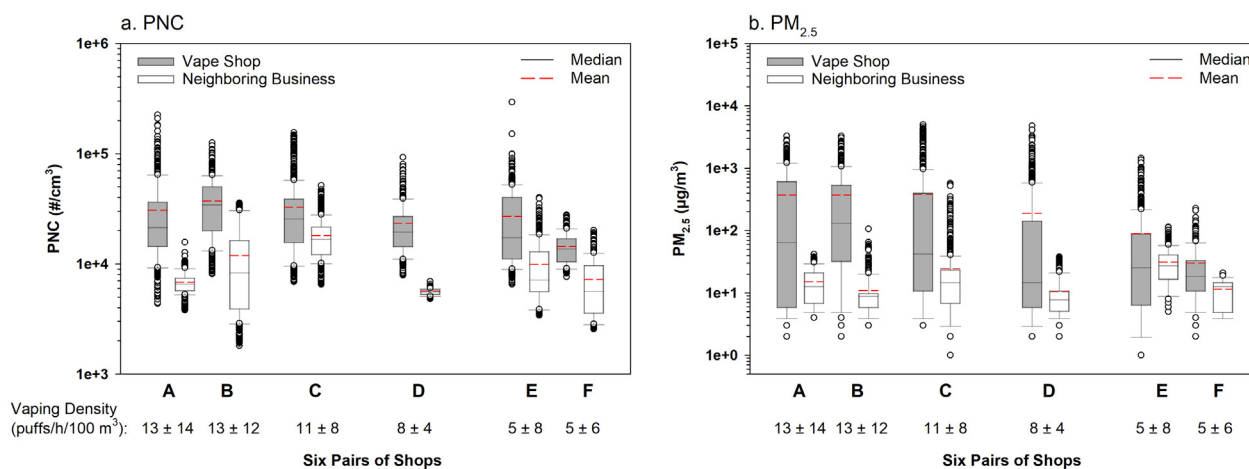 a. PNC
1e+6
1e+5
1e+4
1e+3
PNC (#/cm³)
Vape Shop
Neighboring Business
Median
Mean
A B C D E F
Vaping Density
(puffs/h/100 m³): 13 ± 14 13 ± 12 11 ± 8 8 ± 4 5 ± 8 5 ± 6
Six Pairs of Shops
b. PM₂.₅
1e+5
1e+4
1e+3
1e+2
1e+1
1e+0
PM₂.₅ (µg/m³)
Vape Shop
Neighboring Business
Median
Mean
A B C D E F
13 ± 14 13 ± 12 11 ± 8 8 ± 4 5 ± 8 5 ± 6
Six Pairs of Shops